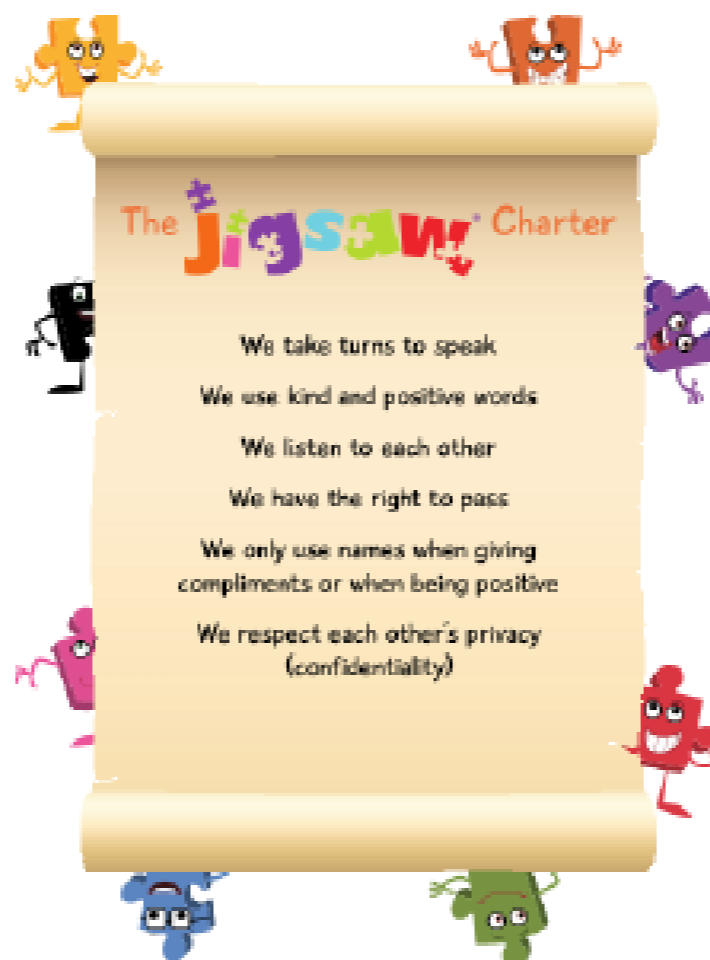 The jigsaw Charter
We take turns to speak
We use kind and positive words
We listen to each other
We have the right to pass
We only use names when giving
compliments or when being positive
We respect each other's privacy
(confidentiality)